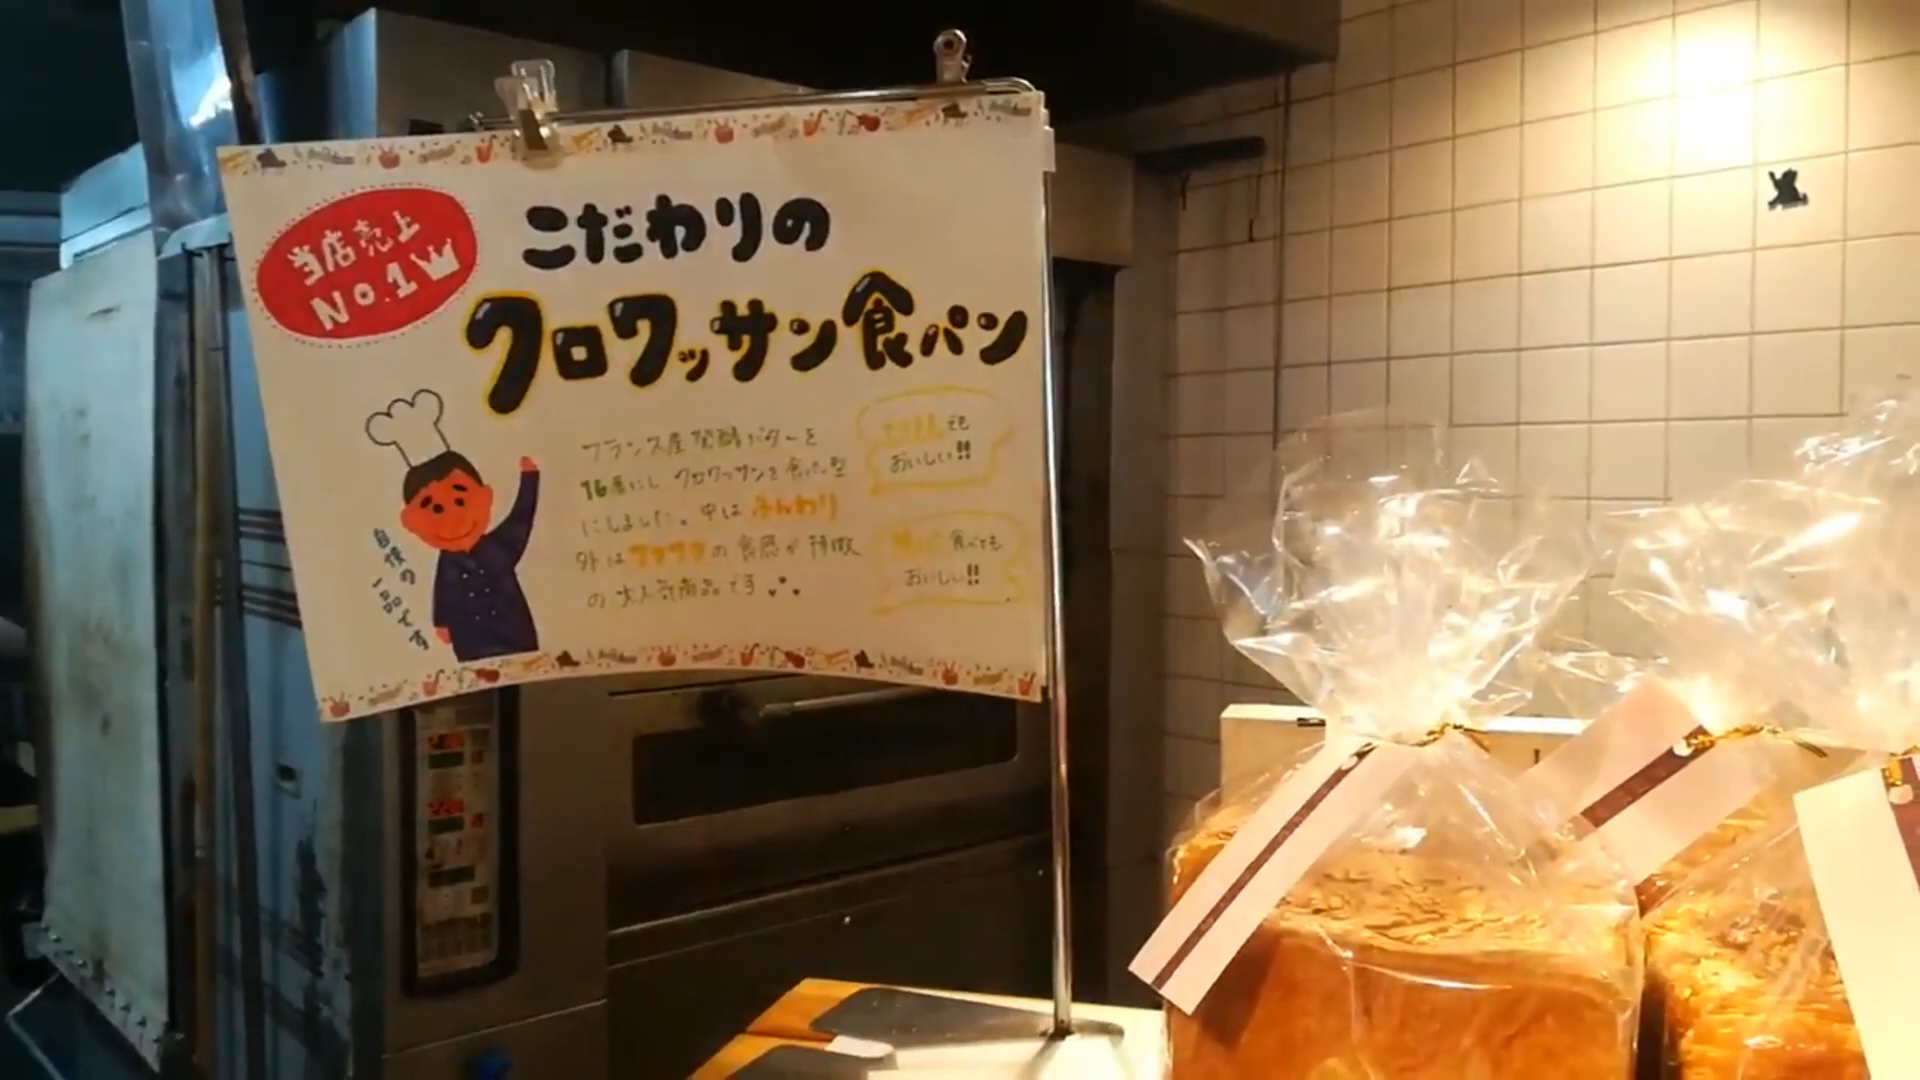 当店売上
No.1
こだわりの
クロワッサン食パン
フランス産発酵バターを
16層にし クロワッサンを食パン型
にしました。中はふんわり
外はサクサクの食感が特徴
の大人気商品です
でも
おいしい!!
食べても
おいしい!!
自慢の
一品です